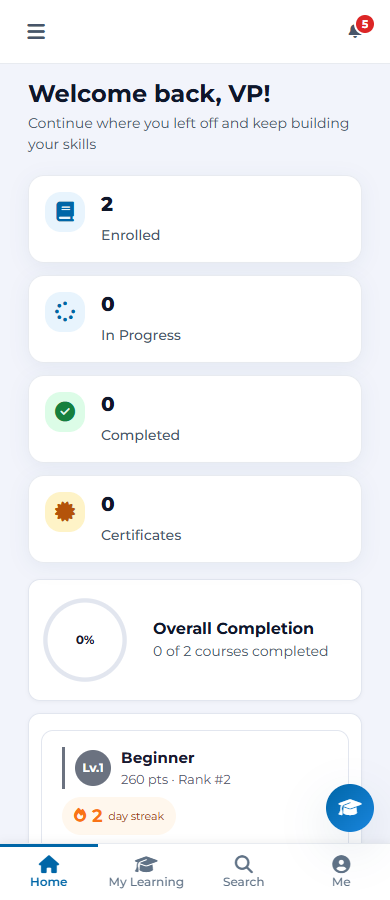 5
Welcome back, VP!
Continue where you left off and keep building
your skills
2
Enrolled
0
In Progress
0
Completed
0
Certificates
0%
Overall Completion
0 of 2 courses completed
Lv.1
Beginner
260 pts · Rank #2
2 day streak
Home
My Learning
Search
Me